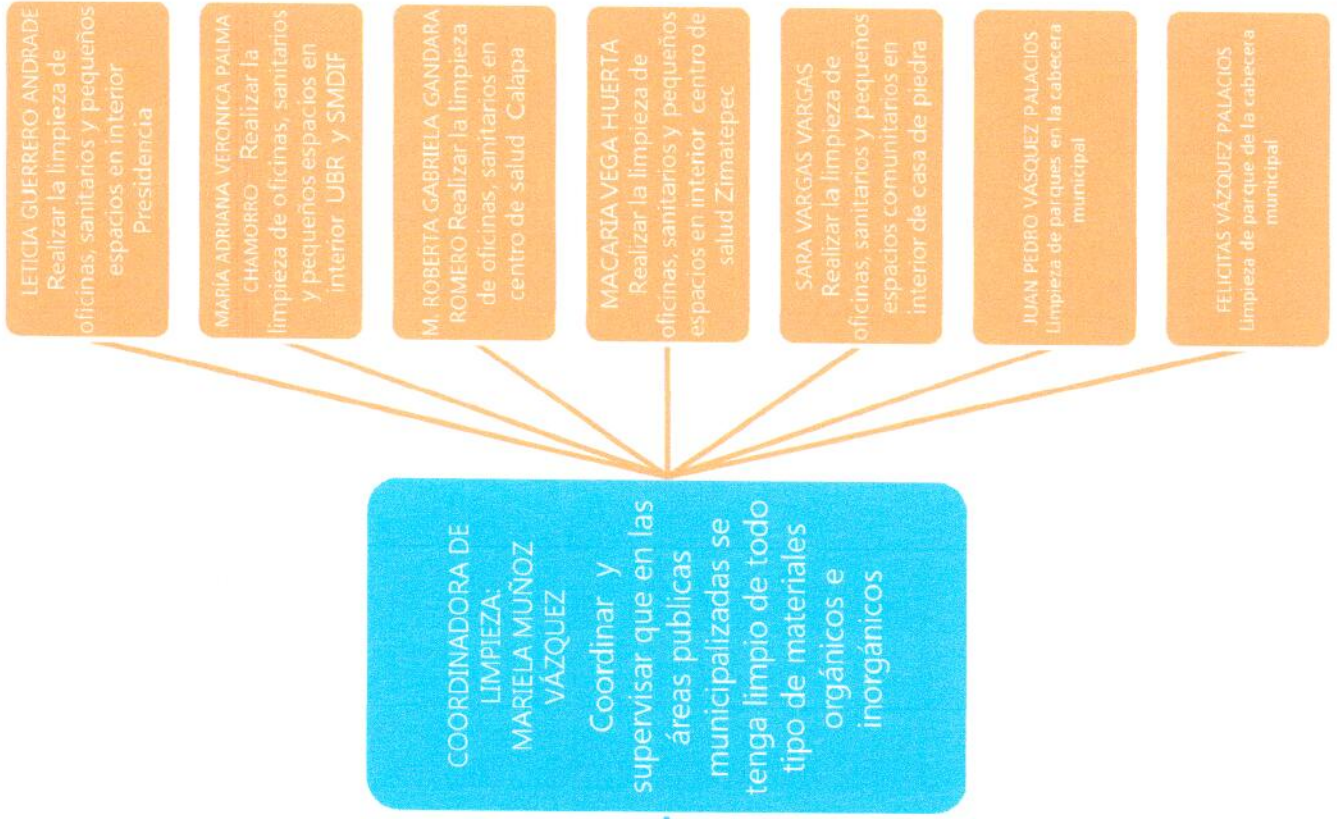 COORDINADORA DE
LIMPIEZA:
MARIELA MUÑOZ
VÁZQUEZ
Coordinar y
supervisar que en las
áreas publicas
municipalizadas se
tenga limpio de todo
tipo de materiales
orgánicos e
inorgánicos
LETICIA GUERRERO ANDRADE
Realizar la limpieza de
oficinas, sanitarios y pequeños
espacios en interior
Presidencia
MARÍA ADRIANA VERONICA PALMA
CHAMORRO Realizar la
limpieza de oficinas, sanitarios
y pequeños espacios en
interior UBR y SMDIF
M. ROBERTA GABRIELA GANDARA
ROMERO Realizar la limpieza
de oficinas, sanitarios en
centro de salud Calapa
MACARIA VEGA HUERTA
Realizar la limpieza de
oficinas, sanitarios y pequeños
espacios en interior centro de
salud Zimatepec
SARA VARGAS VARGAS
Realizar la limpieza de
oficinas, sanitarios y pequeños
espacios comunitarios en
interior de casa de piedra
JUAN PEDRO VÁSQUEZ PALACIOS
Limpieza de parques en la cabecera
municipal
FELICITAS VÁZQUEZ PALACIOS
Limpieza de parque de la cabecera
municipal